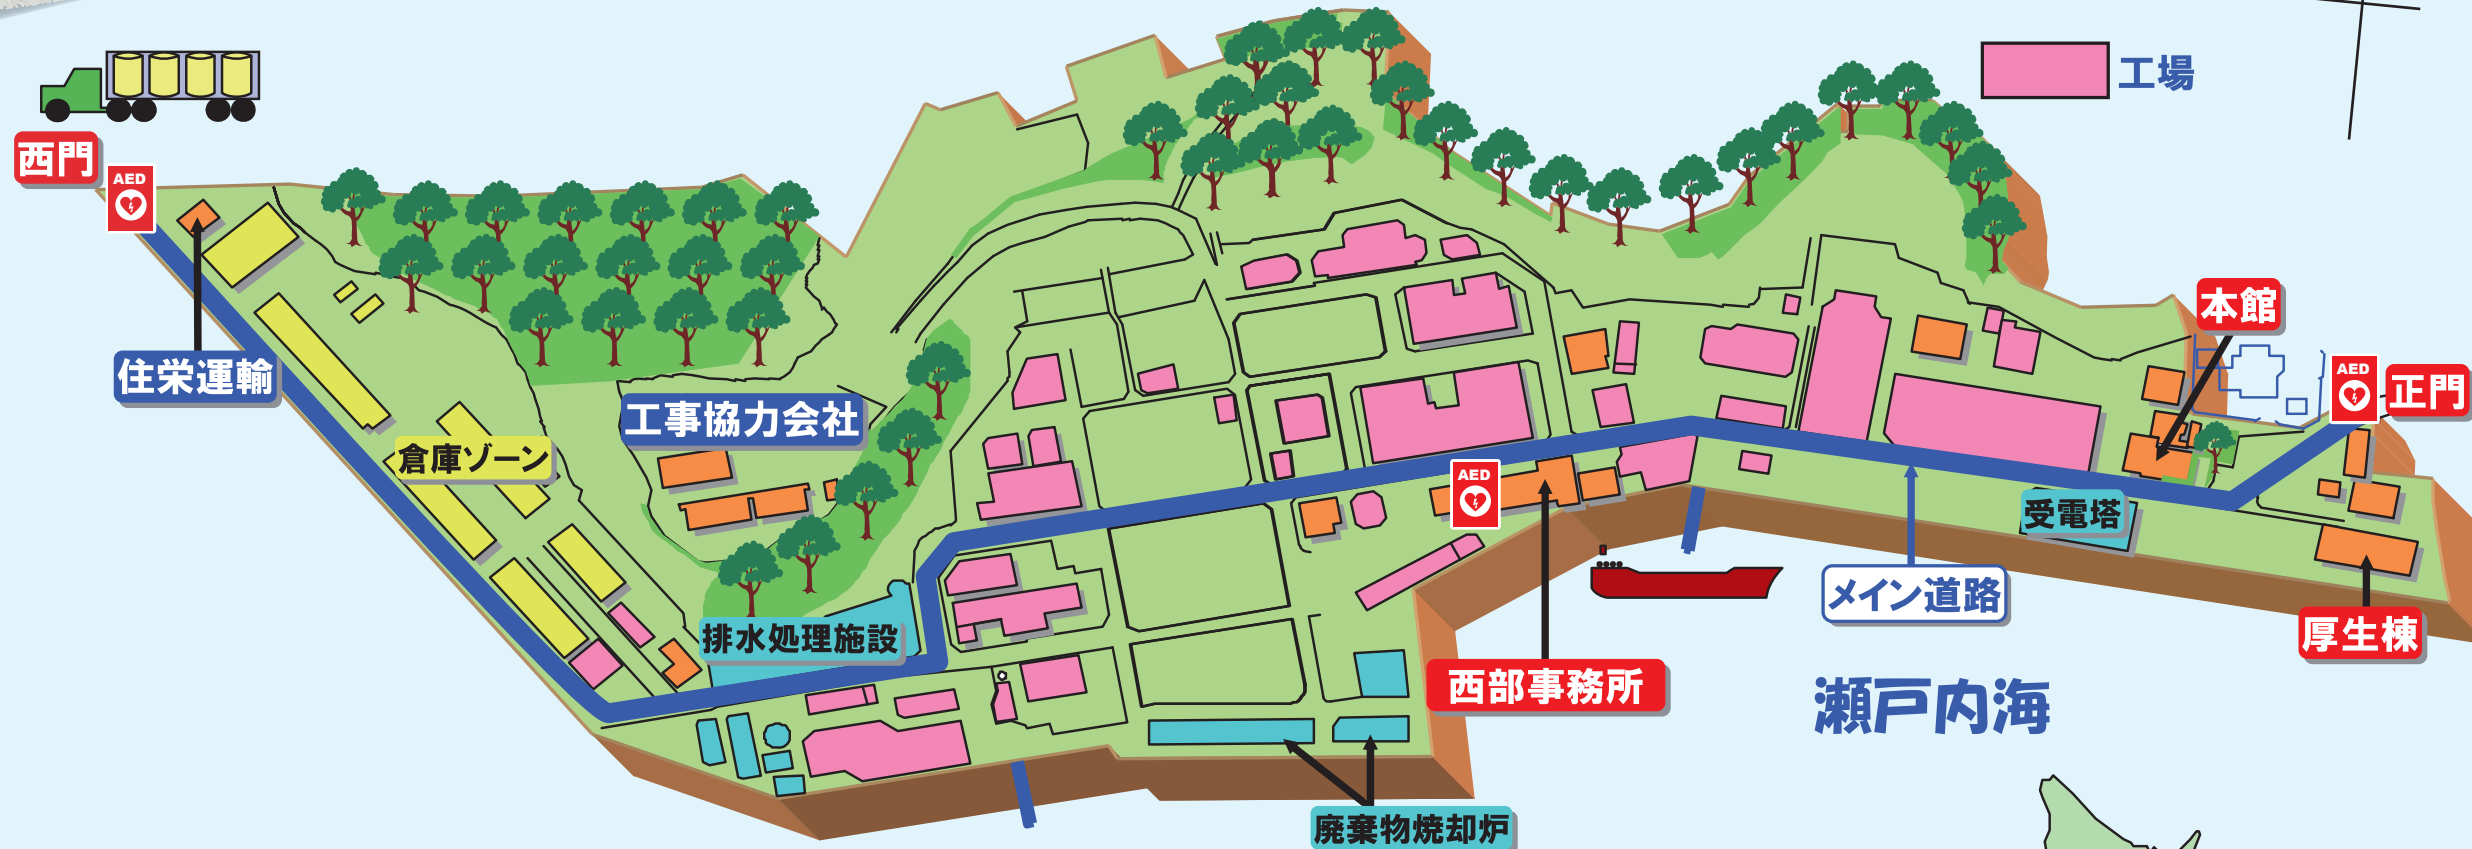 工場
西門
AED
本館
AED
正門
住栄運輸
工事協力会社
倉庫ゾーン
AED
受電塔
メイン道路
排水処理施設
厚生棟
西部事務所
瀬戸内海
廃棄物焼却炉